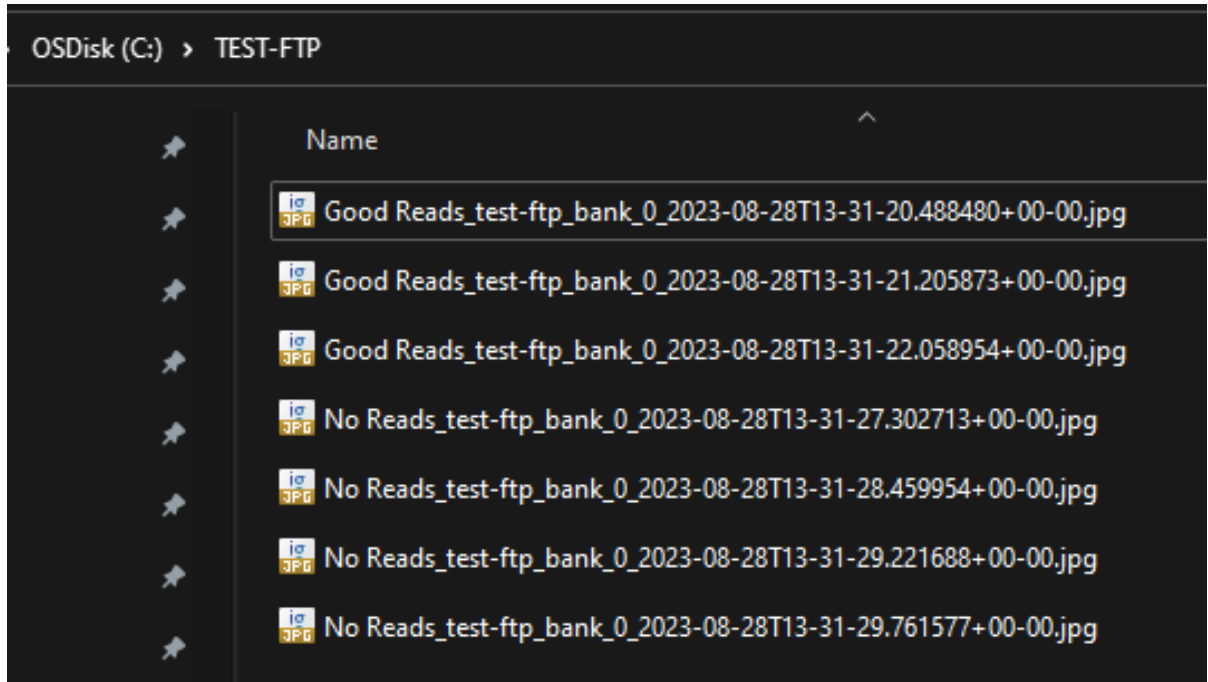 OSDisk (C:) › TEST-FTP
Name
Good Reads_test-ftp_bank_0_2023-08-28T13-31-20.488480+00-00.jpg
Good Reads_test-ftp_bank_0_2023-08-28T13-31-21.205873+00-00.jpg
Good Reads_test-ftp_bank_0_2023-08-28T13-31-22.058954+00-00.jpg
No Reads_test-ftp_bank_0_2023-08-28T13-31-27.302713+00-00.jpg
No Reads_test-ftp_bank_0_2023-08-28T13-31-28.459954+00-00.jpg
No Reads_test-ftp_bank_0_2023-08-28T13-31-29.221688+00-00.jpg
No Reads_test-ftp_bank_0_2023-08-28T13-31-29.761577+00-00.jpg